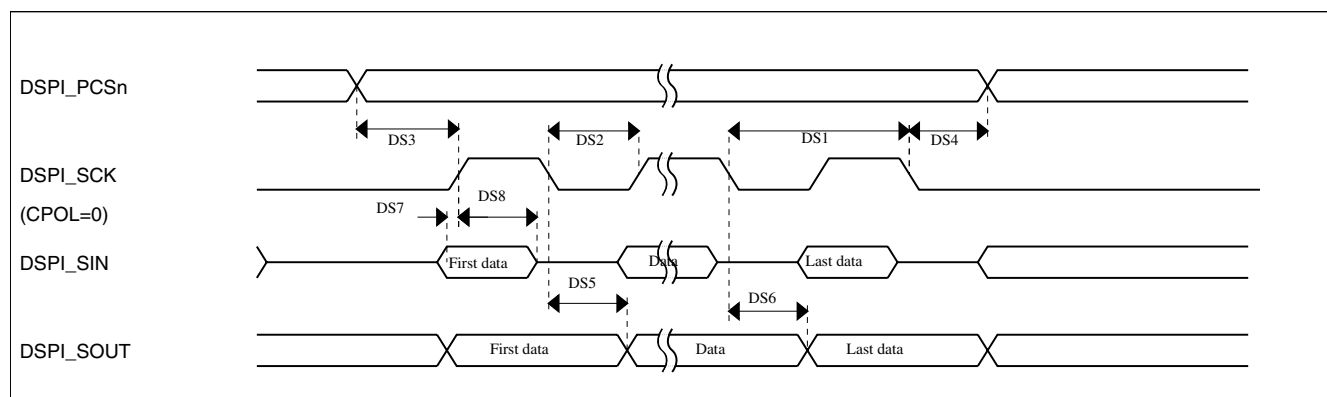 DSPI_PCSn
DS3
DS2
DS1
DS4
DSPI_SCK
(CPOL=0)
DS7
DS8
DSPI_SIN
First data
Data
Last data
DS5
DS6
DSPI_SOUT
First data
Data
Last data